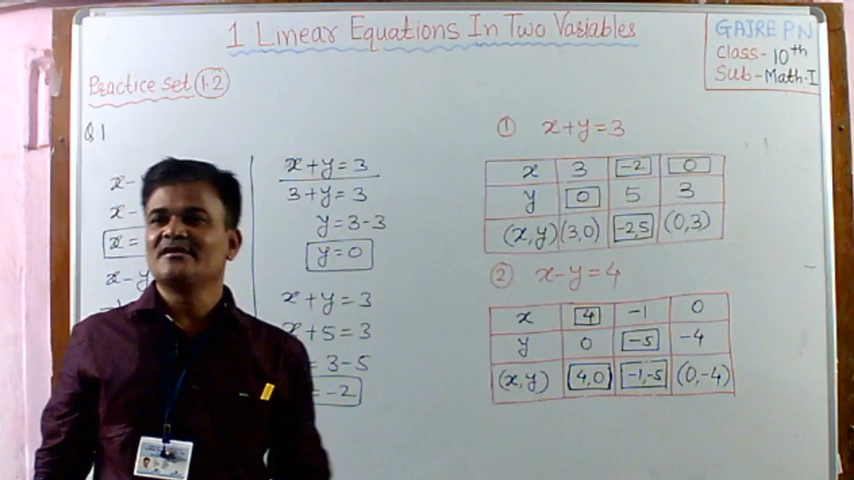 1 Linear Equations In Two Variables
GAJRE P N
Class - 10th
Sub - Math-I
Practice Set 1.2
Q.1
x-
x-
x=
x-y
x+y=3
3+y=3
y=3-3
y=0
x+y=3
x+5=3
= 3-5
= -2
① x+y=3
x 3 -2 0
y 0 5 3
(x,y) (3,0) -2,5 (0,3)
② x-y=4
x 4 -1 0
y 0 -5 -4
(x,y) 4,0 -1,-5 (0,-4)